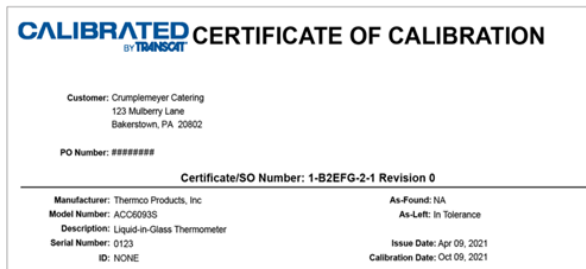 CALIBRATED
BY TRANSCAT
CERTIFICATE OF CALIBRATION
Customer: Crumplemeyer Catering
123 Mulberry Lane
Bakerstown, PA 20802
PO Number: ########
Certificate/SO Number: 1-B2EFG-2-1 Revision 0
Manufacturer: Thermco Products, Inc
As-Found: NA
Model Number: ACC6093S
As-Left: In Tolerance
Description: Liquid-in-Glass Thermometer
Serial Number: 0123
Issue Date: Apr 09, 2021
ID: NONE
Calibration Date: Oct 09, 2021